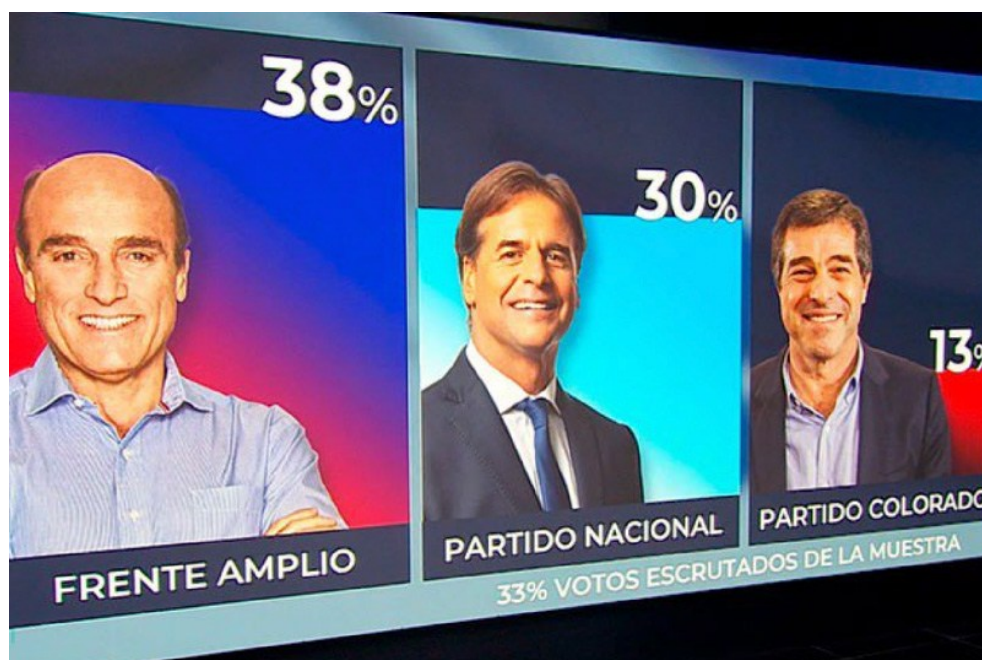 38%
FRENTE AMPLIO
30%
PARTIDO NACIONAL
13%
PARTIDO COLORADO
33% VOTOS ESCRUTADOS DE LA MUESTRA